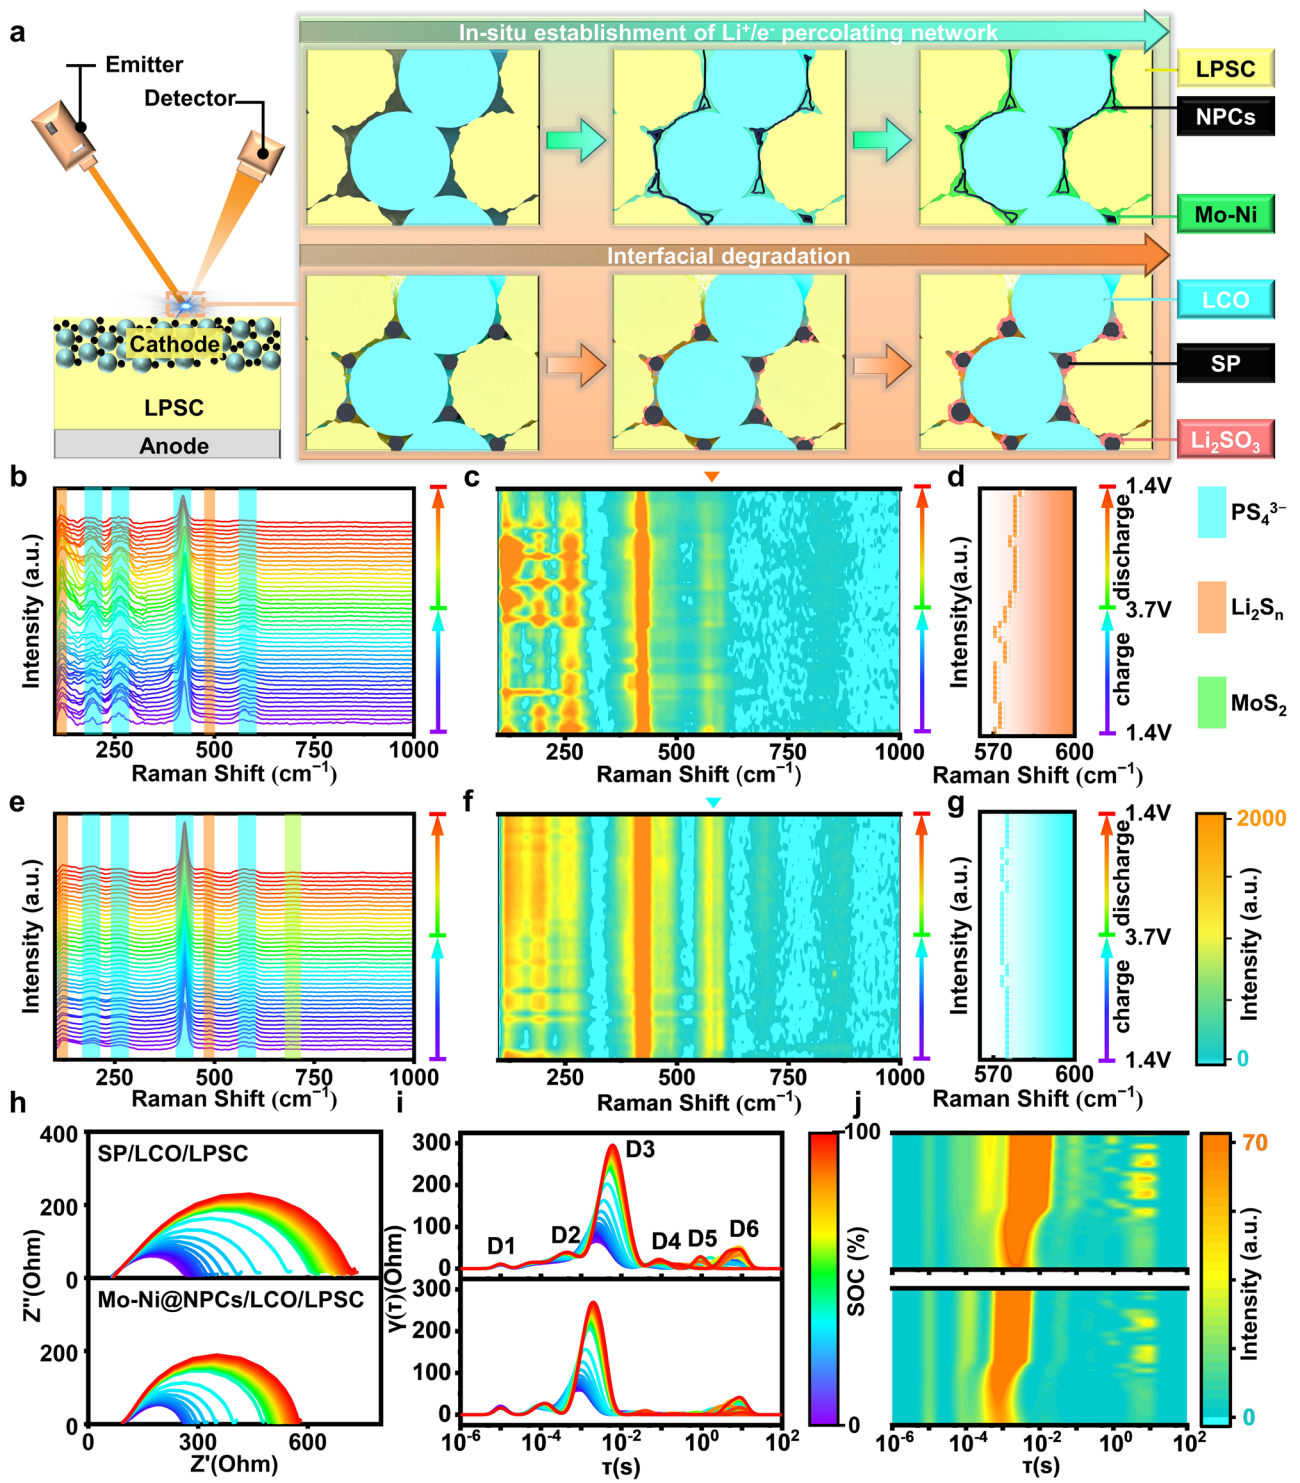 a
In-situ establishment of Li⁺/e⁻ percolating network
Emitter
Detector
LPSC
NPCs
Mo-Ni
Interfacial degradation
LCO
SP
Li₂SO₃
Cathode
LPSC
Anode
b
Intensity (a.u.)
250
500
750
1000
Raman Shift (cm⁻¹)
c
250
500
750
1000
Raman Shift (cm⁻¹)
d
Intensity(a.u.)
570
600
Raman Shift (cm⁻¹)
1.4V
discharge
3.7V
charge
1.4V
PS₄³⁻
Li₂Sₙ
MoS₂
e
Intensity (a.u.)
250
500
750
1000
Raman Shift (cm⁻¹)
f
250
500
750
1000
Raman Shift (cm⁻¹)
g
Intensity (a.u.)
570
600
Raman Shift (cm⁻¹)
1.4V
discharge
3.7V
charge
1.4V
2000
Intensity (a.u.)
0
h
400
SP/LCO/LPSC
200
0
Z''(Ohm)
Mo-Ni@NPCs/LCO/LPSC
200
0
0
300
600
Z'(Ohm)
i
300
200
100
0
D1
D2
D3
D4
D5
D6
γ(τ)(Ohm)
300
200
100
0
10⁻⁶
10⁻⁴
10⁻²
10⁰
10²
τ(s)
100
SOC (%)
0
j
10⁻⁶
10⁻⁴
10⁻²
10⁰
10²
τ(s)
70
Intensity (a.u.)
0